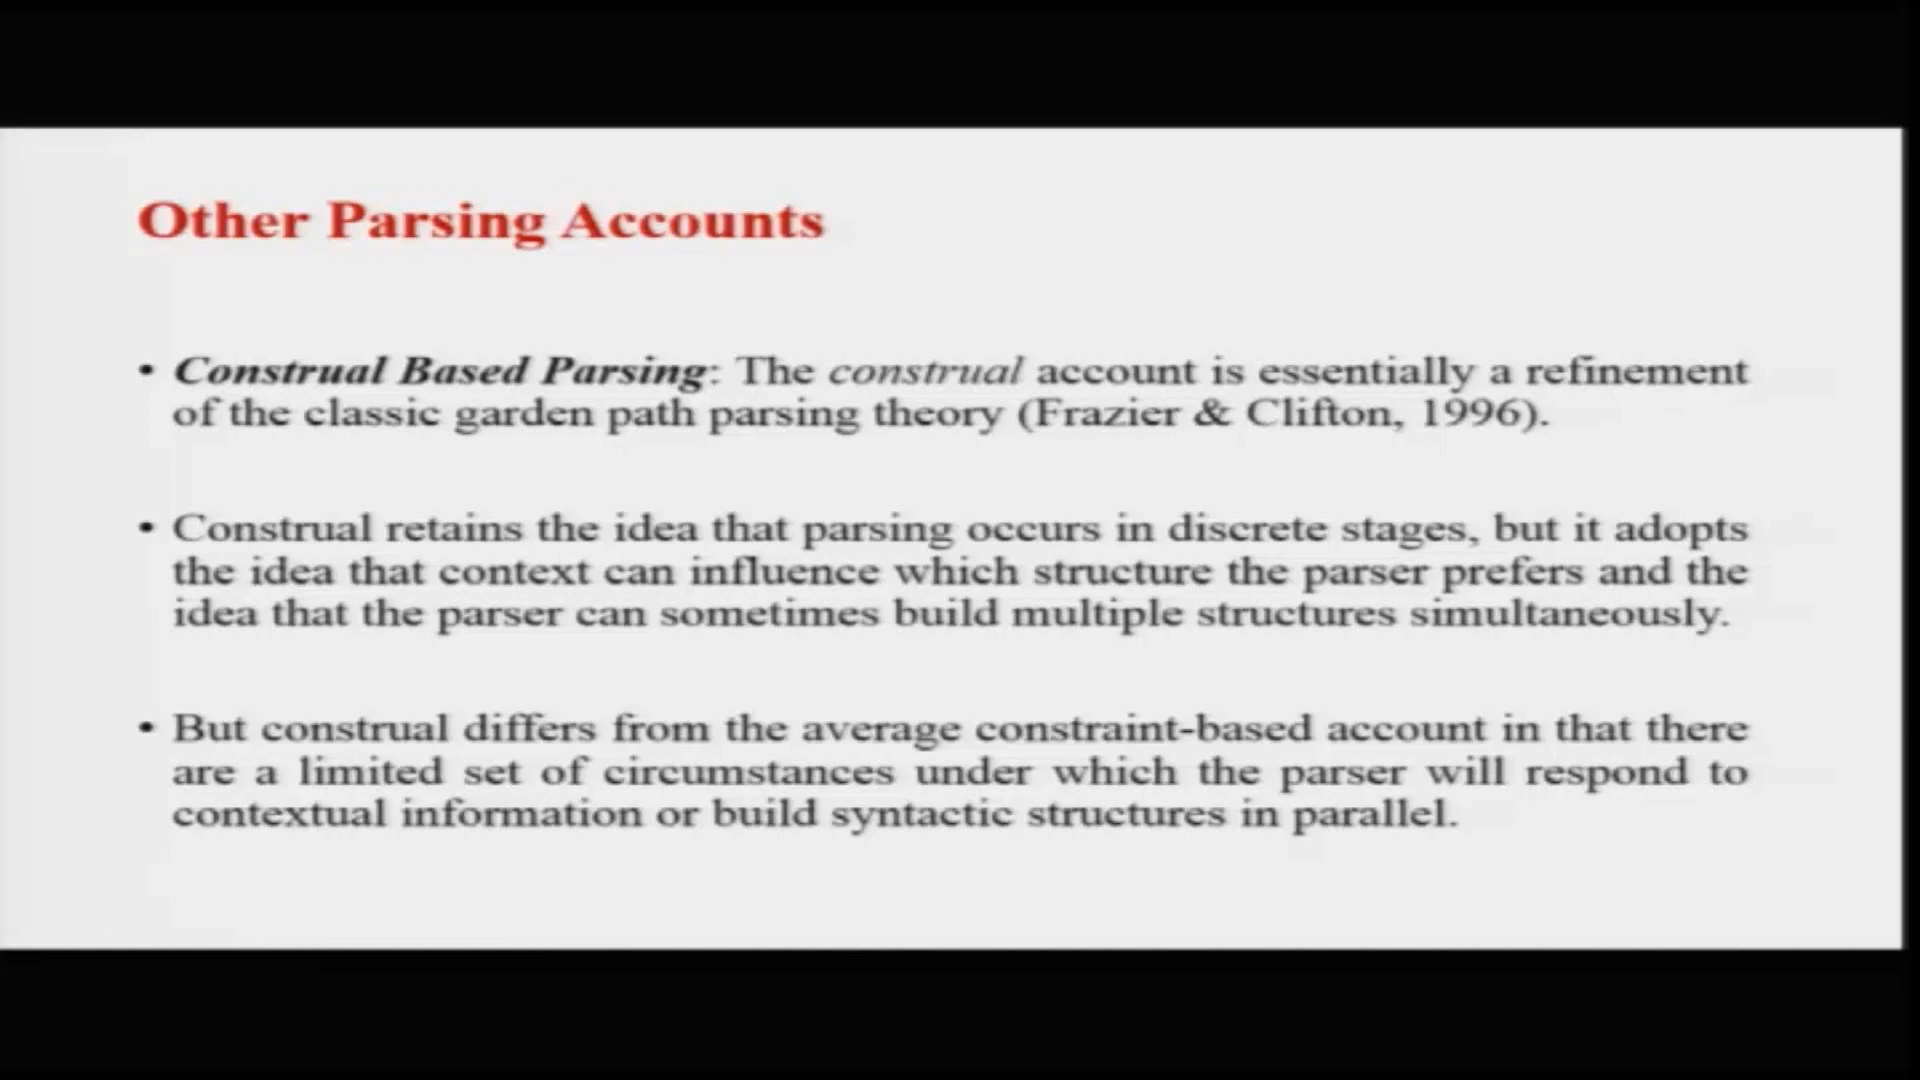 Other Parsing Accounts
• Construal Based Parsing: The construal account is essentially a refinement
of the classic garden path parsing theory (Frazier & Clifton, 1996).
• Construal retains the idea that parsing occurs in discrete stages, but it adopts
the idea that context can influence which structure the parser prefers and the
idea that the parser can sometimes build multiple structures simultaneously.
• But construal differs from the average constraint-based account in that there
are a limited set of circumstances under which the parser will respond to
contextual information or build syntactic structures in parallel.